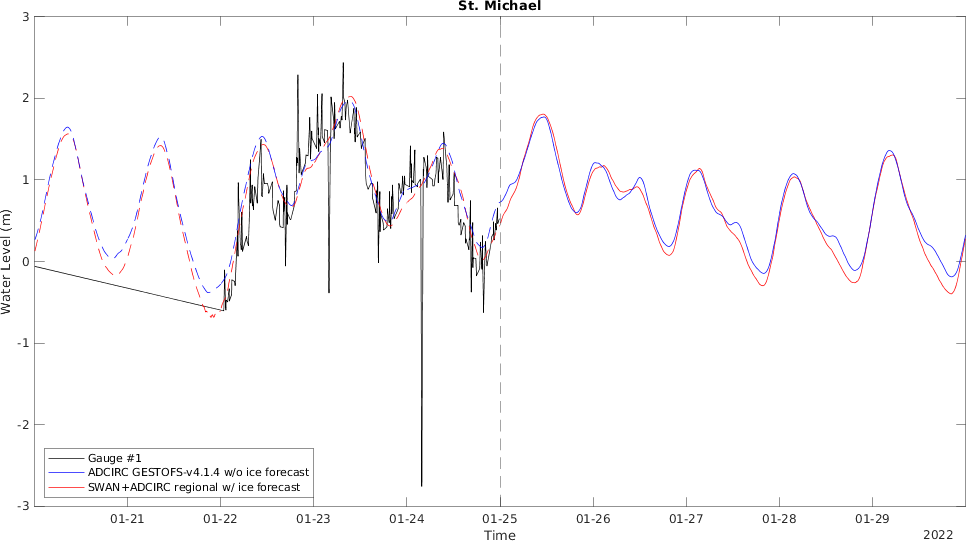 St. Michael
Water Level (m)
3
2
1
0
-1
-2
-3
Gauge #1
ADCIRC GESTOFS-v4.1.4 w/o ice forecast
SWAN+ADCIRC regional w/ ice forecast
01-21 01-22 01-23 01-24 01-25 01-26 01-27 01-28 01-29
Time
2022